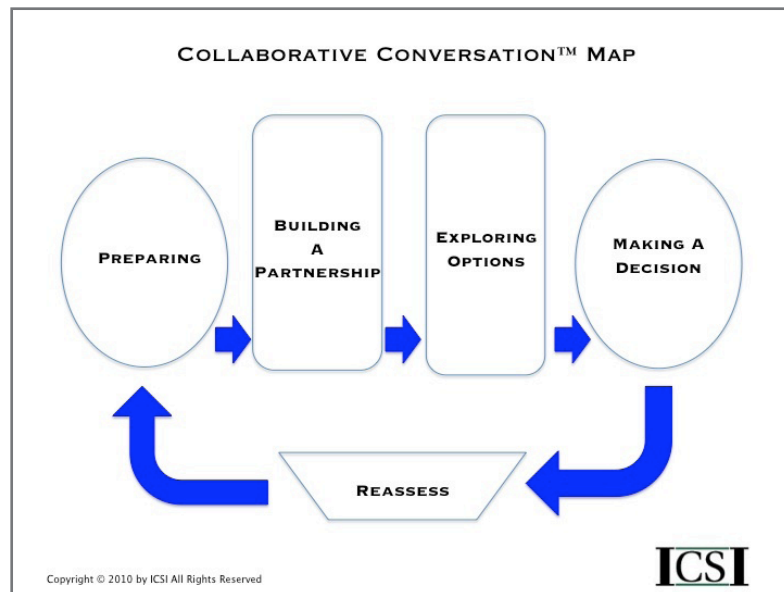 COLLABORATIVE CONVERSATION™ MAP
PREPARING
BUILDING
A
PARTNERSHIP
EXPLORING
OPTIONS
MAKING A
DECISION
REASSESS
Copyright © 2010 by ICSI All Rights Reserved
ICSI